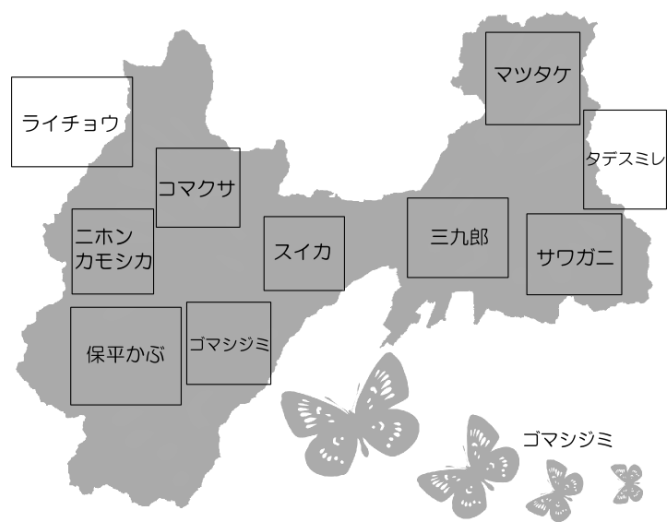 マツタケ
ライチョウ
タデスミレ
コマクサ
ニホン
カモシカ
スイカ
三九郎
サワガニ
保平かぶ
ゴマシジミ
ゴマシジミ